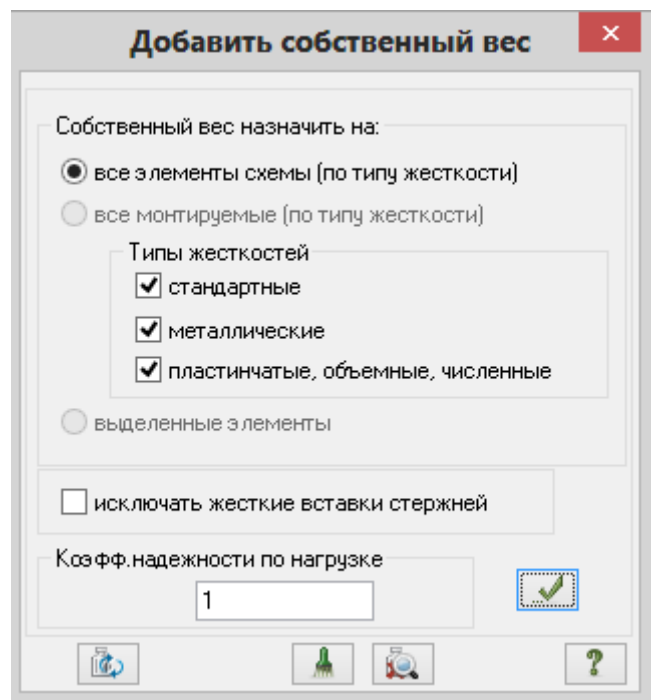 Добавить собственный вес
Собственный вес назначить на:
все элементы схемы (по типу жесткости)
все монтируемые (по типу жесткости)
Типы жесткостей
стандартные
металлические
пластинчатые, объемные, численные
выделенные элементы
исключать жесткие вставки стержней
Коэфф.надежности по нагрузке
1
?